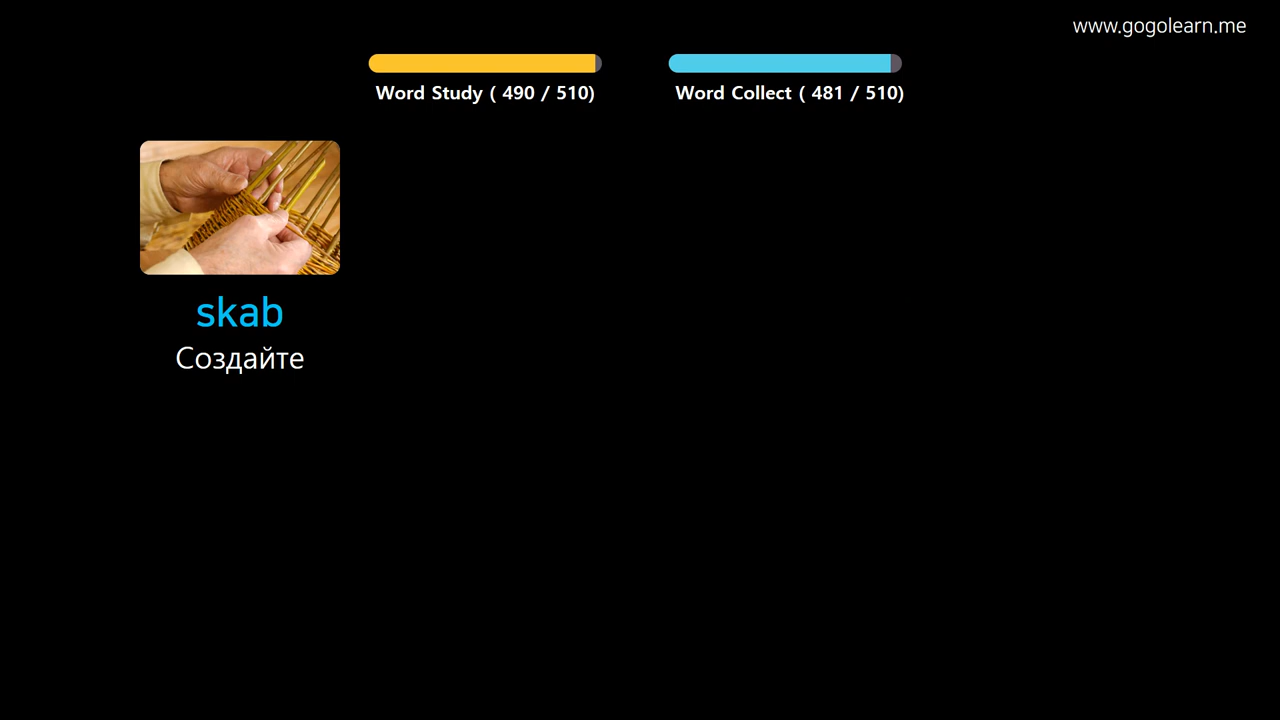 www.gogolearn.me
Word Study ( 490 / 510)
Word Collect ( 481 / 510)
skab
Создайте